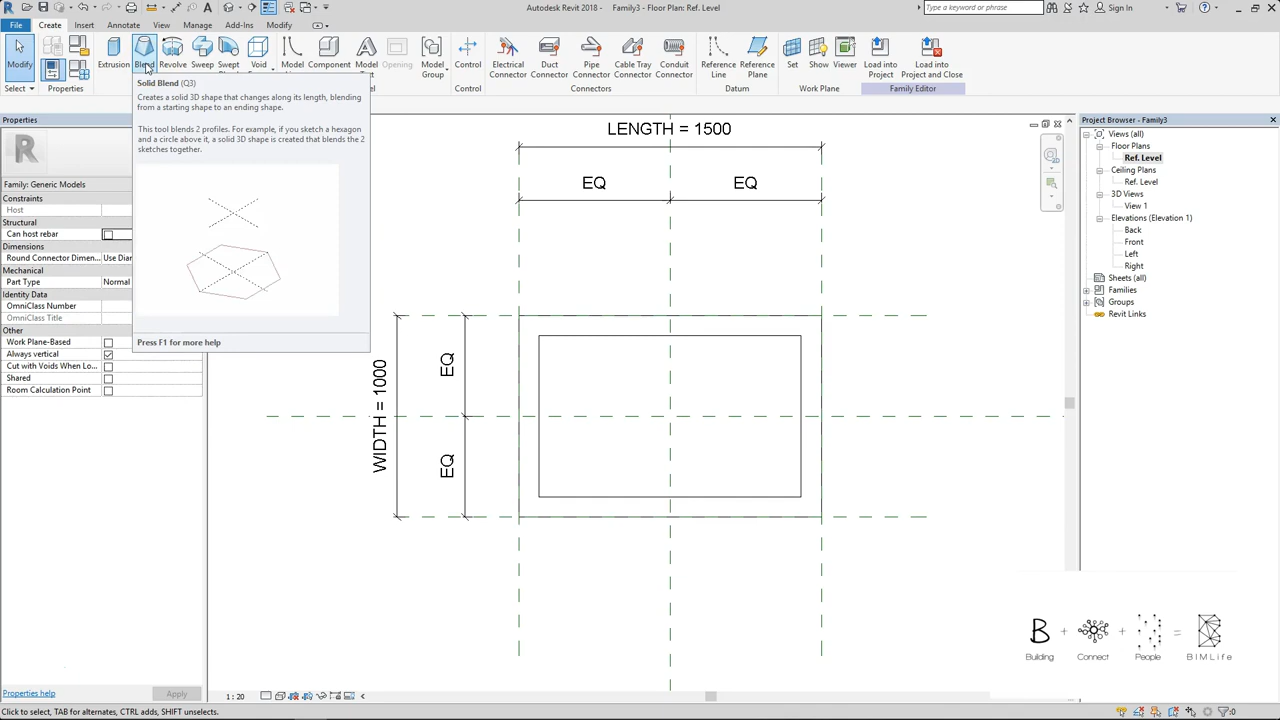 Autodesk Revit 2018 - Family3 - Floor Plan: Ref. Level
Type a keyword or phrase
Sign In
File Create Insert Annotate View Manage Add-Ins Modify
Modify
Extrusion Blend Revolve Sweep Swept Void
Model Component Model Opening Model
Text Group
Control
Electrical Duct Pipe Cable Tray Conduit
Connector Connector Connector Connector Connector
Reference Reference
Line Plane
Set Show Viewer
Load into Load into
Project Project and Close
Select Properties Control Connectors Datum Work Plane Family Editor
Solid Blend (Q3)
Creates a solid 3D shape that changes along its length, blending
from a starting shape to an ending shape.
This tool blends 2 profiles. For example, if you sketch a hexagon
and a circle above it, a solid 3D shape is created that blends the 2
sketches together.
Press F1 for more help
Properties
Family: Generic Models
Constraints
Host
Structural
Can host rebar
Dimensions
Round Connector Dimen... Use Diar
Mechanical
Part Type Normal
Identity Data
OmniClass Number
OmniClass Title
Other
Work Plane-Based
Always vertical
Cut with Voids When Lo...
Shared
Room Calculation Point
Properties help
Apply
LENGTH = 1500
EQ EQ
WIDTH = 1000
EQ
EQ
Project Browser - Family3
Views (all)
Floor Plans
Ref. Level
Ceiling Plans
Ref. Level
3D Views
View 1
Elevations (Elevation 1)
Back
Front
Left
Right
Sheets (all)
Families
Groups
Revit Links
B + + =
Building Connect People BIMLife
1 : 20
Click to select, TAB for alternates, CTRL adds, SHIFT unselects.
:0